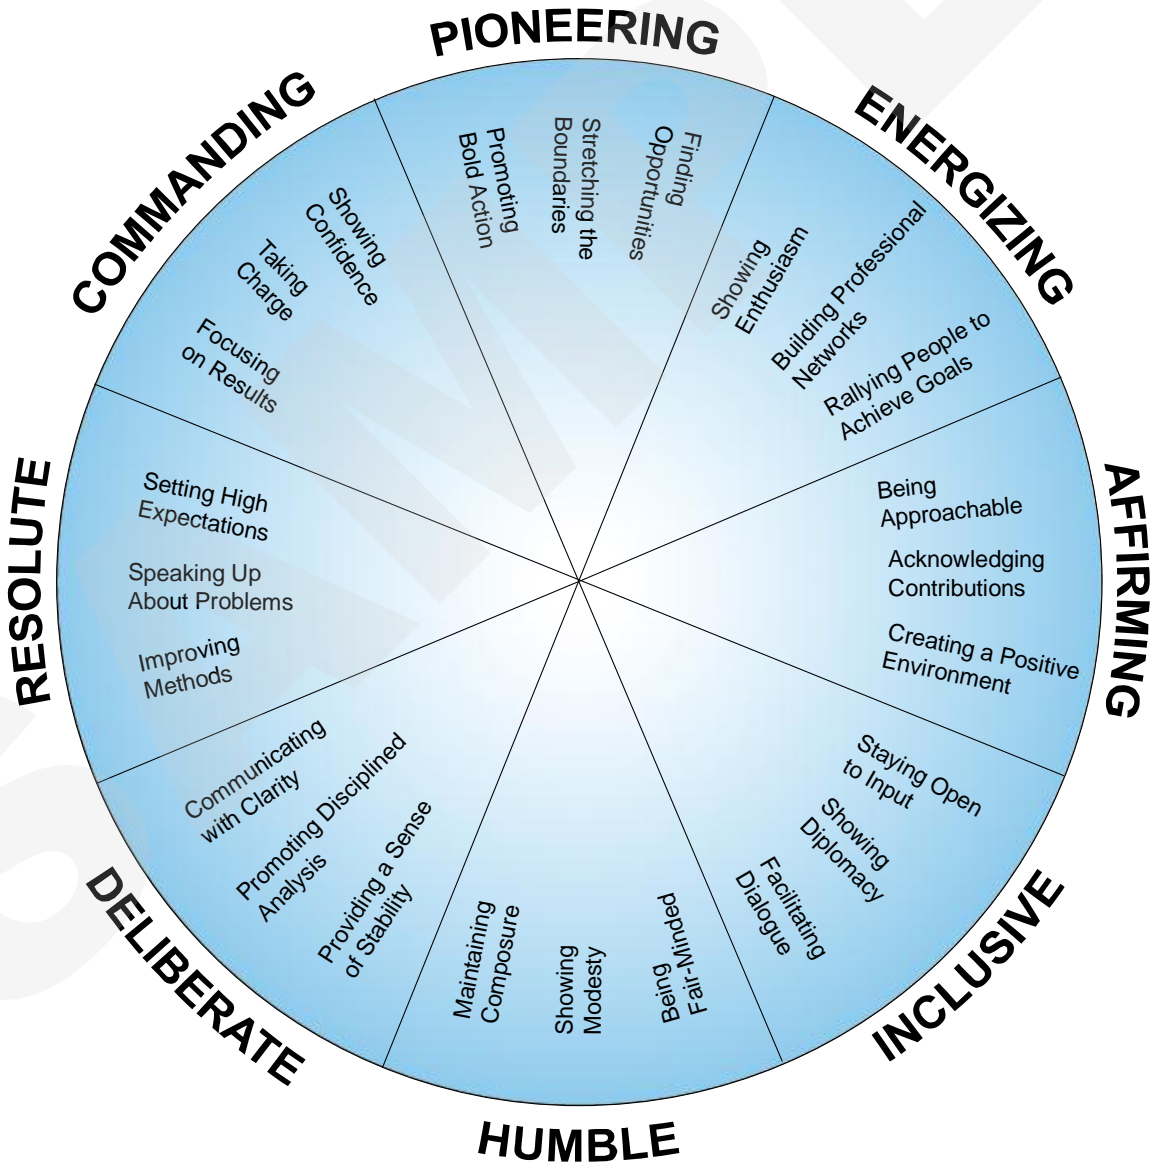 PIONEERING
Promoting
Bold Action
Stretching the
Boundaries
Finding
Opportunities
ENERGIZING
Showing
Enthusiasm
Building Professional
Networks
Rallying People to
Achieve Goals
AFFIRMING
Being
Approachable
Acknowledging
Contributions
Creating a Positive
Environment
INCLUSIVE
Staying Open
to Input
Showing
Diplomacy
Facilitating
Dialogue
HUMBLE
Being
Fair-Minded
Showing
Modesty
Maintaining
Composure
DELIBERATE
Providing a Sense
of Stability
Promoting Disciplined
Analysis
Communicating
with Clarity
RESOLUTE
Improving
Methods
Speaking Up
About Problems
Setting High
Expectations
COMMANDING
Focusing
on Results
Taking
Charge
Showing
Confidence
SAMPLE